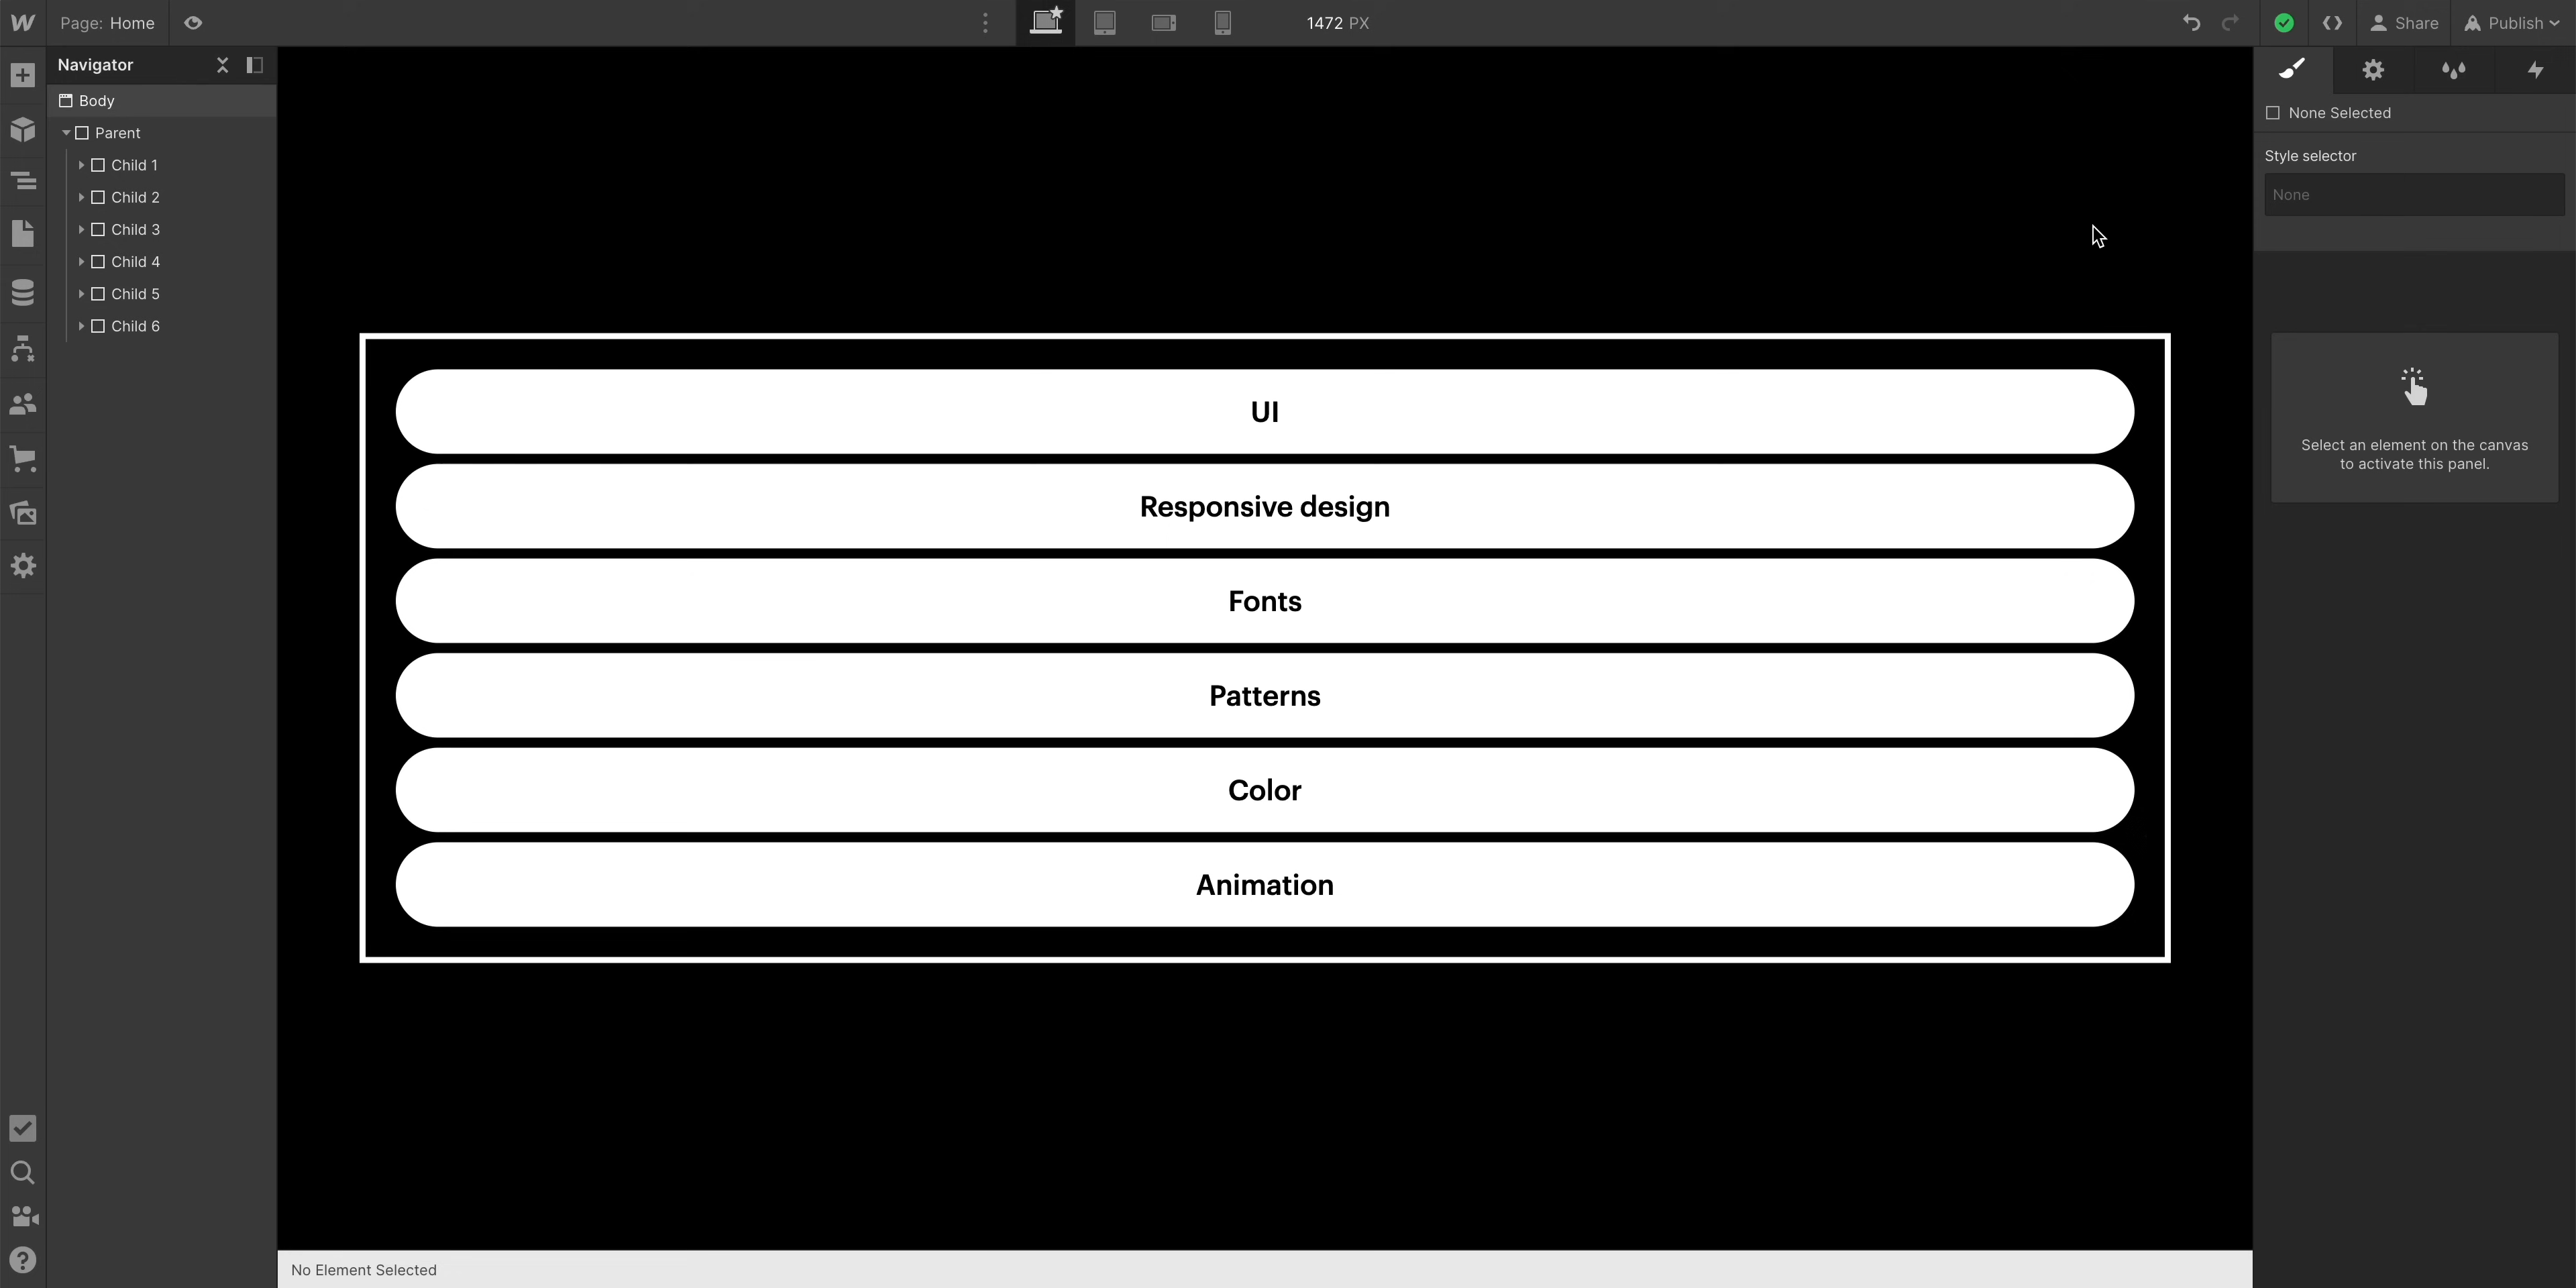 Page: Home
1472 PX
Share
Publish
Navigator
Body
Parent
Child 1
Child 2
Child 3
Child 4
Child 5
Child 6
UI
Responsive design
Fonts
Patterns
Color
Animation
None Selected
Style selector
None
Select an element on the canvas
to activate this panel.
No Element Selected